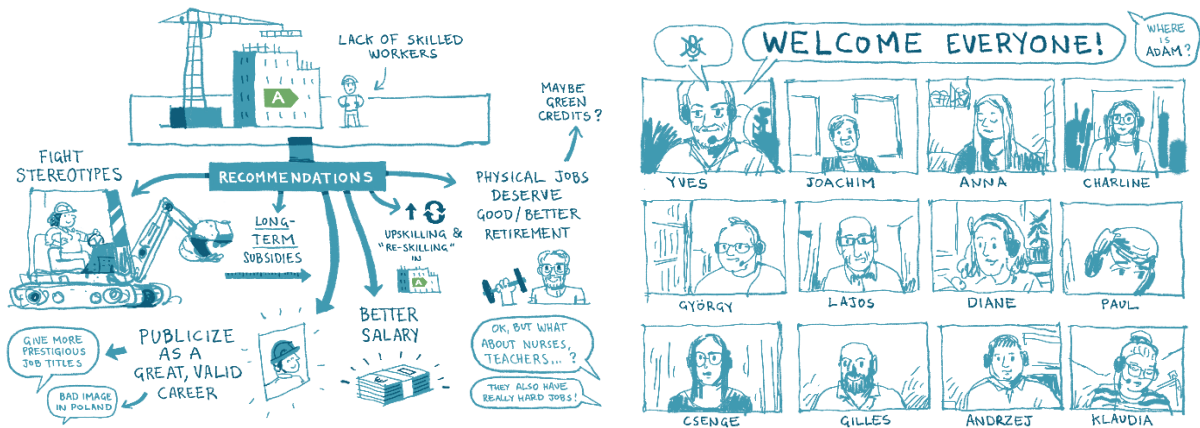 LACK OF SKILLED
WORKERS
A
MAYBE
GREEN
CREDITS?
FIGHT
STEREOTYPES
RECOMMENDATIONS
LONG-
TERM
SUBSIDIES
UPSKILLING &
"RE-SKILLING"
IN
A
PHYSICAL JOBS
DESERVE
GOOD/BETTER
RETIREMENT
GIVE MORE
PRESTIGIOUS
JOB TITLES
BAD IMAGE
IN POLAND
PUBLICIZE
AS A
GREAT, VALID
CAREER
BETTER
SALARY
OK, BUT WHAT
ABOUT NURSES,
TEACHERS... ?
THEY ALSO HAVE
REALLY HARD JOBS!
WELCOME EVERYONE!
WHERE
IS
ADAM?
YVES
JOACHIM
ANNA
CHARLINE
GYÖRGY
LAJOS
DIANE
PAUL
CSENGE
GILLES
ANDRZEJ
KLAUDIA